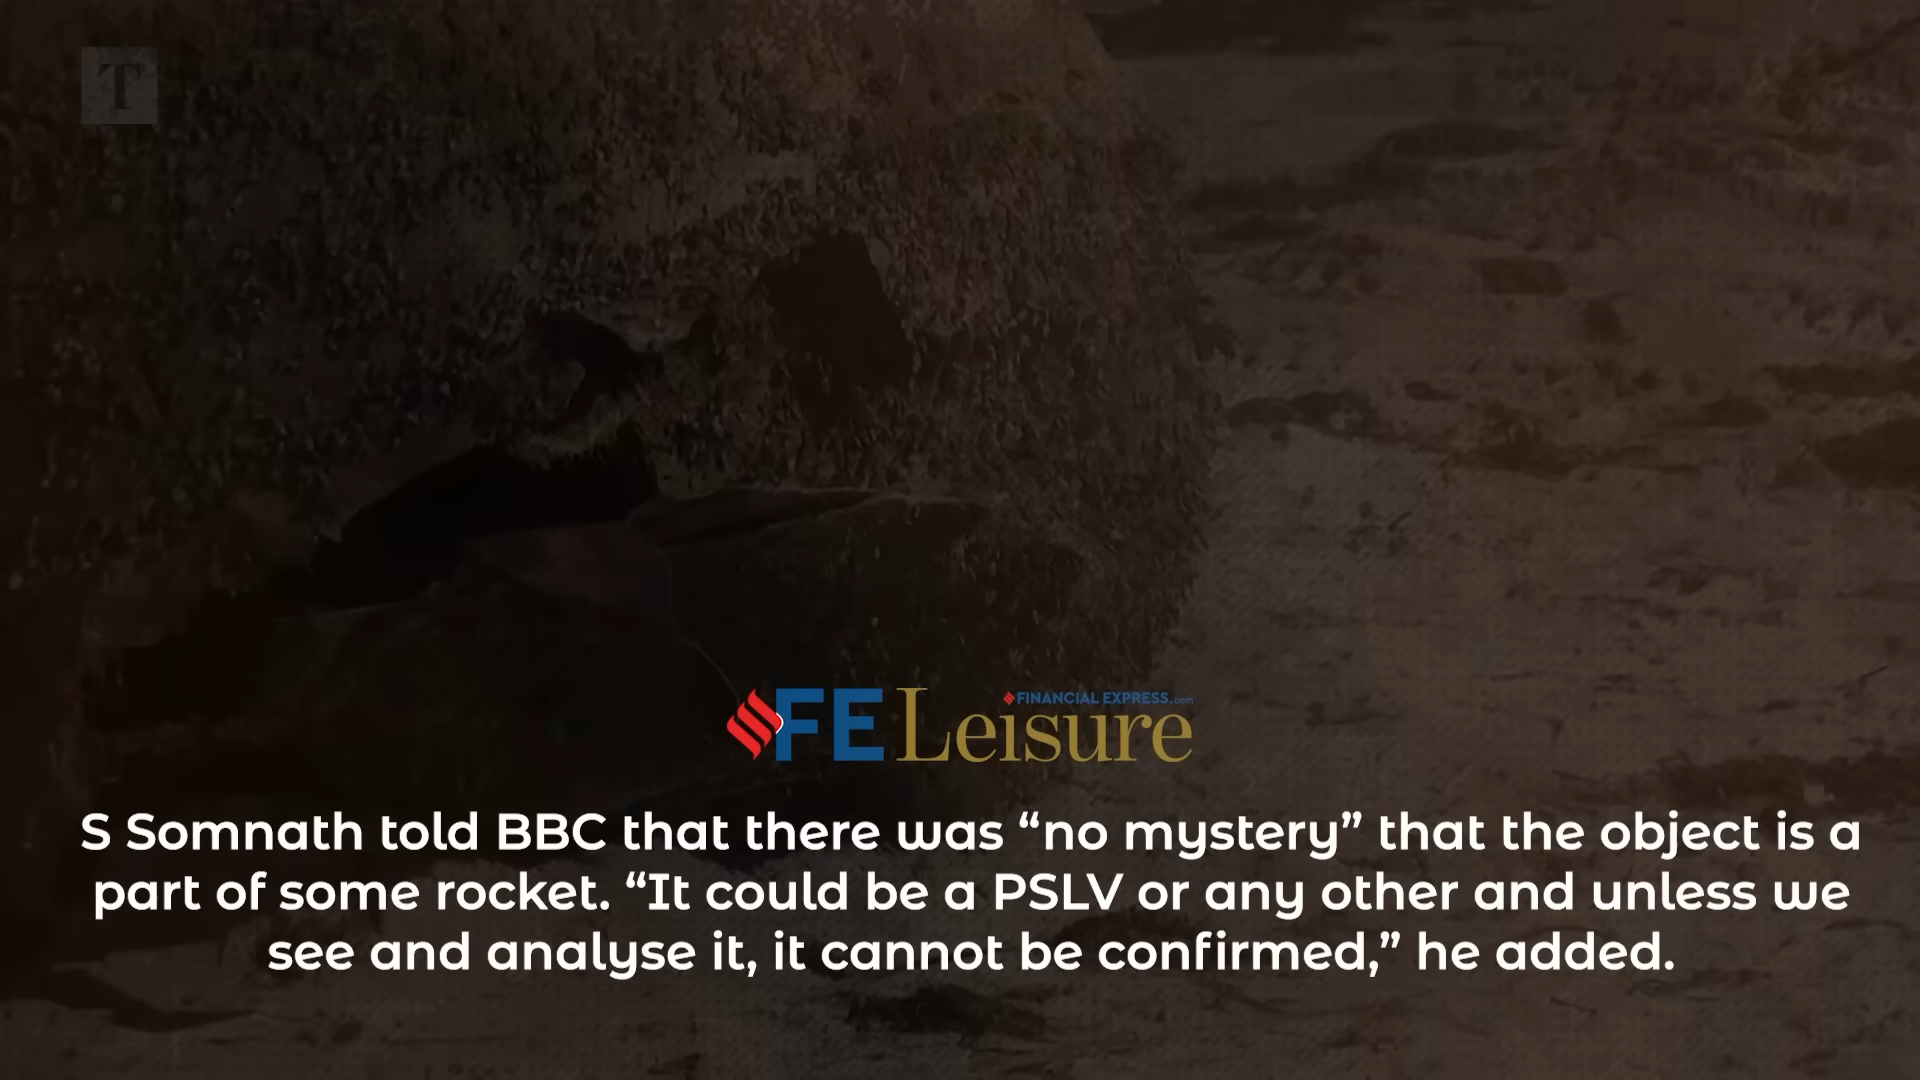 T
FE Leisure
FINANCIAL EXPRESS.com
S Somnath told BBC that there was “no mystery” that the object is a
part of some rocket. “It could be a PSLV or any other and unless we
see and analyse it, it cannot be confirmed,” he added.